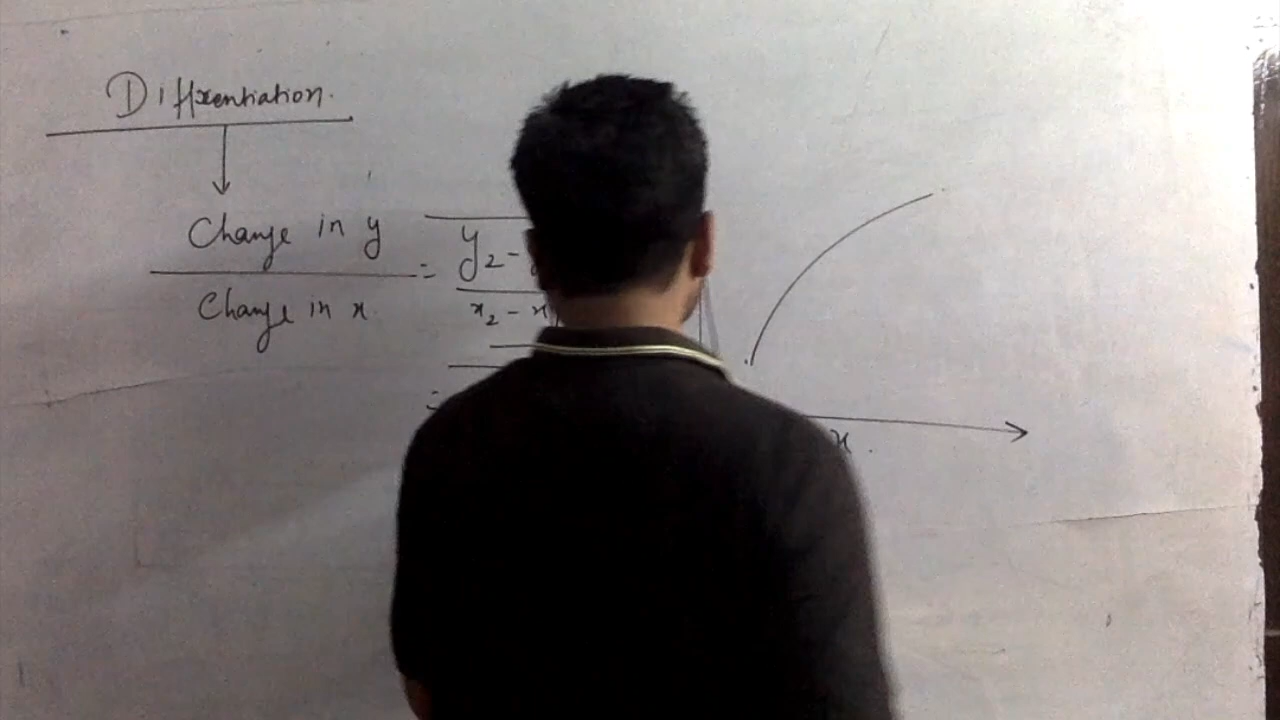 Differentiation.
Change in y
=
y₂ -
Change in x
x₂ - x
=
x.